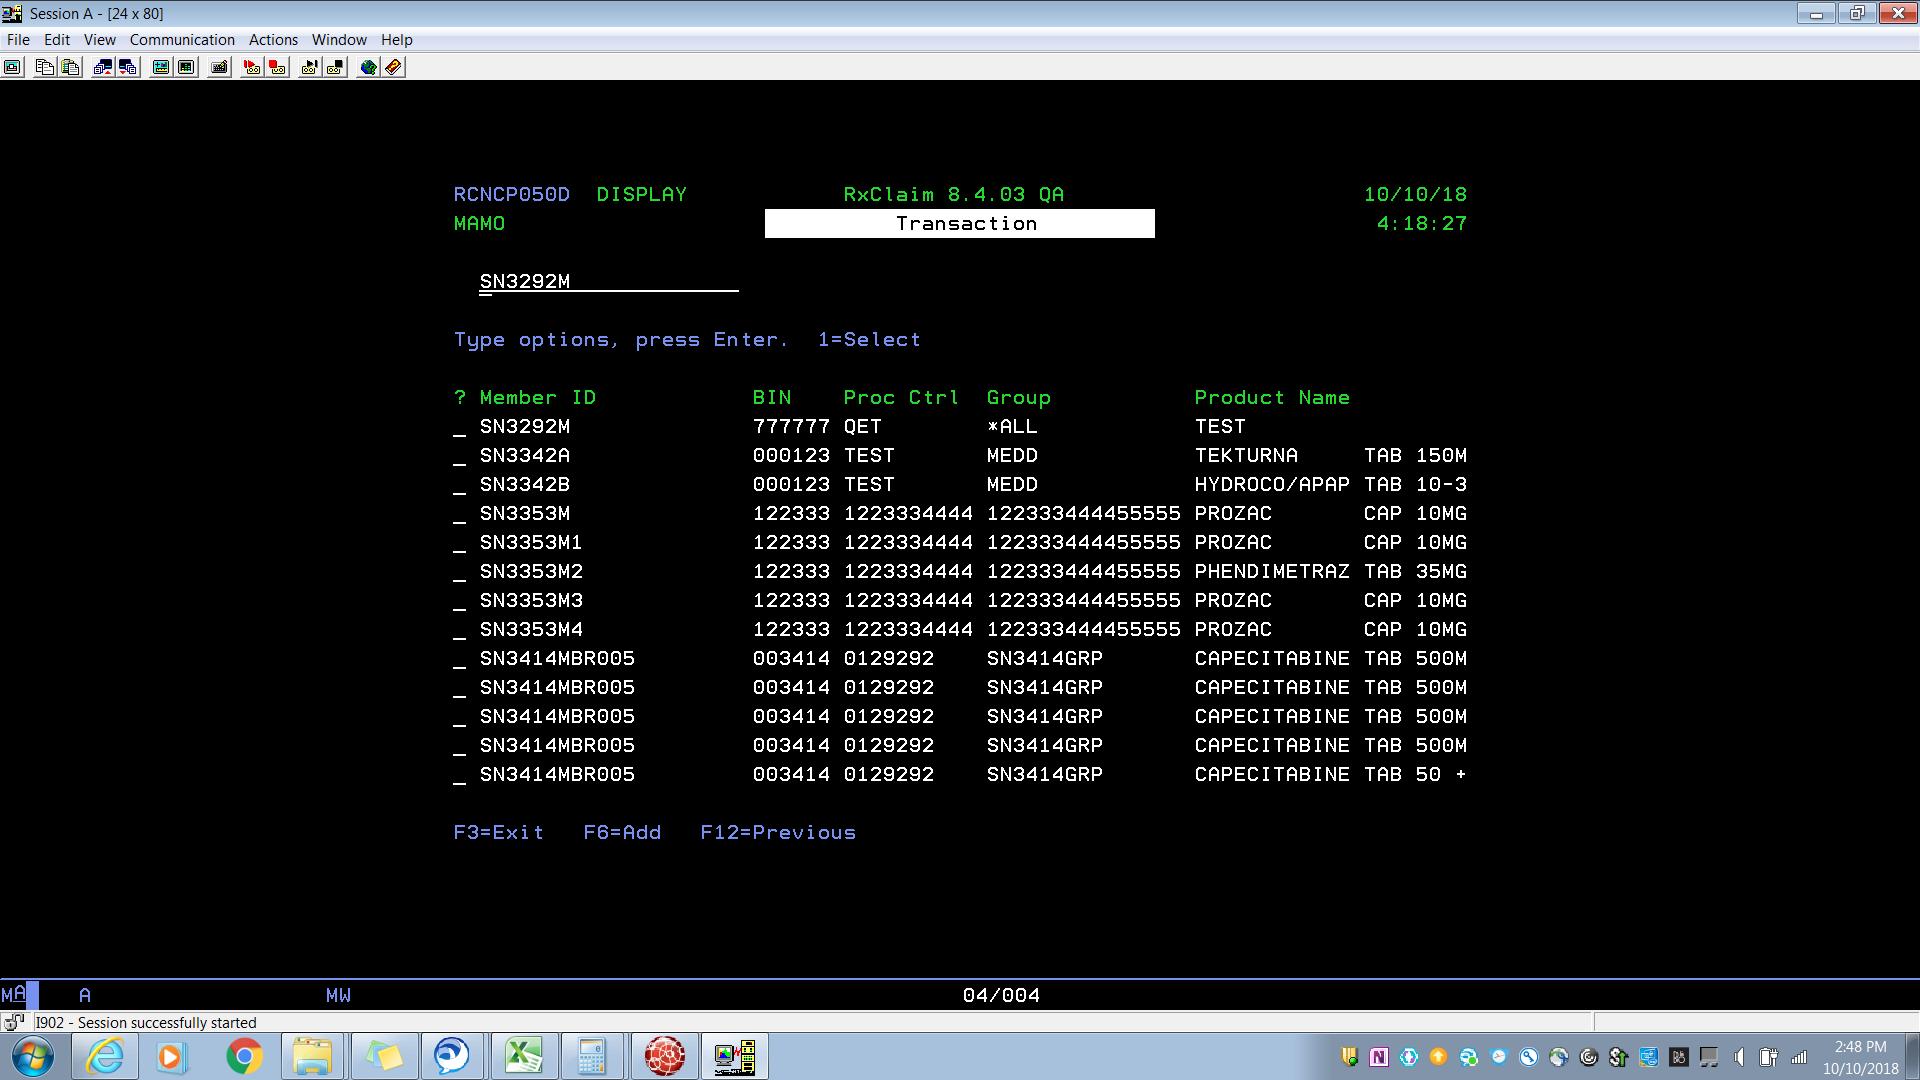 Session A - [24 x 80]
File Edit View Communication Actions Window Help
RCNCP050D DISPLAY RxClaim 8.4.03 QA 10/10/18
MAMO Transaction 4:18:27
SN3292M
Type options, press Enter. 1=Select
? Member ID BIN Proc Ctrl Group Product Name
_ SN3292M 777777 QET *ALL TEST
_ SN3342A 000123 TEST MEDD TEKTURNA TAB 150M
_ SN3342B 000123 TEST MEDD HYDROCO/APAP TAB 10-3
_ SN3353M 122333 1223334444 122333444455555 PROZAC CAP 10MG
_ SN3353M1 122333 1223334444 122333444455555 PROZAC CAP 10MG
_ SN3353M2 122333 1223334444 122333444455555 PHENDIMETRAZ TAB 35MG
_ SN3353M3 122333 1223334444 122333444455555 PROZAC CAP 10MG
_ SN3353M4 122333 1223334444 122333444455555 PROZAC CAP 10MG
_ SN3414MBR005 003414 0129292 SN3414GRP CAPECITABINE TAB 500M
_ SN3414MBR005 003414 0129292 SN3414GRP CAPECITABINE TAB 500M
_ SN3414MBR005 003414 0129292 SN3414GRP CAPECITABINE TAB 500M
_ SN3414MBR005 003414 0129292 SN3414GRP CAPECITABINE TAB 500M
_ SN3414MBR005 003414 0129292 SN3414GRP CAPECITABINE TAB 50 +
F3=Exit F6=Add F12=Previous
MA A MW 04/004
I902 - Session successfully started
2:48 PM
10/10/2018